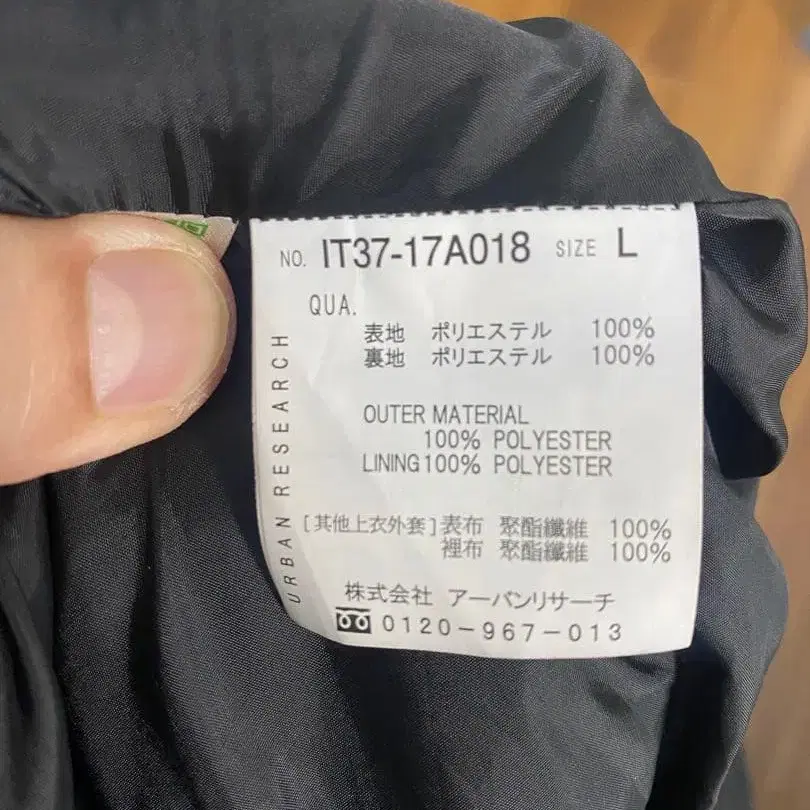 NO. IT37-17A018 SIZE L
QUA.
表地 ポリエステル 100%
裏地 ポリエステル 100%
URBAN RESEARCH
OUTER MATERIAL
100% POLYESTER
LINING 100% POLYESTER
[其他上衣外套]表布 聚酯纖維 100%
裡布 聚酯纖維 100%
株式会社 アーバンリサーチ
0120-967-013